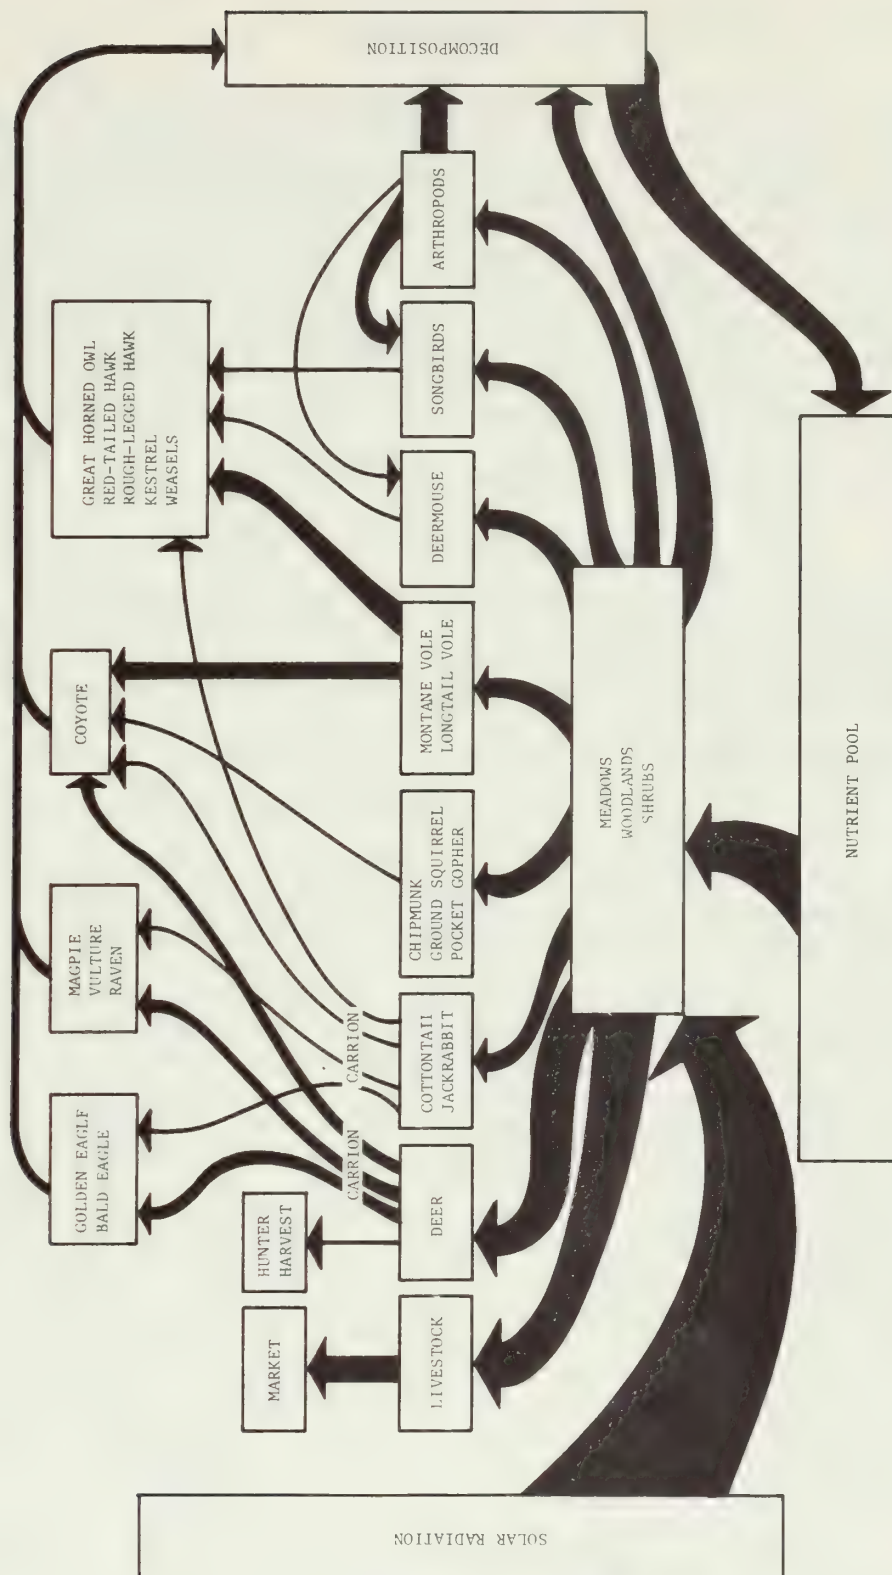 SOLAR RADIATION
MARKET
HUNTER
HARVEST
GOLDEN EAGLE
BALD EAGLE
MAGPIE
VULTURE
RAVEN
COYOTE
GREAT HORNED OWL
RED-TAILED HAWK
ROUGH-LEGGED HAWK
KESTREL
WEASELS
DECOMPOSITION
CARRION
CARRION
LIVESTOCK
DEER
COTTONTAIL
JACKRABBIT
CHIPMUNK
GROUND SQUIRREL
POCKET GOPHER
MONTANE VOLE
LONGTAIL VOLE
DEERMOUSE
SONGBIRDS
ARTHROPODS
MEADOWS
WOODLANDS
SHRUBS
NUTRIENT POOL